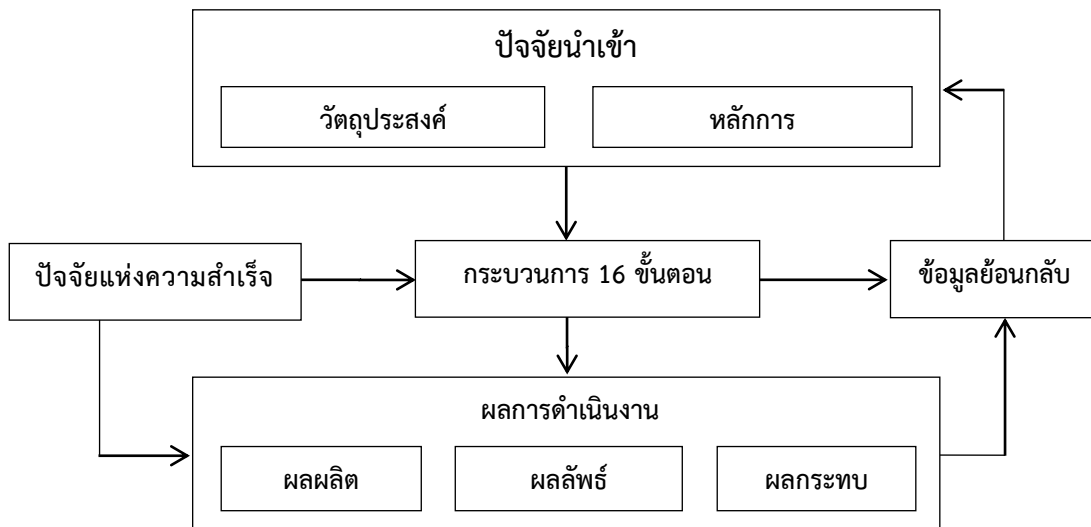 ปัจจัยนำเข้า
วัตถุประสงค์
หลักการ
ปัจจัยแห่งความสำเร็จ
กระบวนการ 16 ขั้นตอน
ข้อมูลย้อนกลับ
ผลการดำเนินงาน
ผลผลิต
ผลลัพธ์
ผลกระทบ